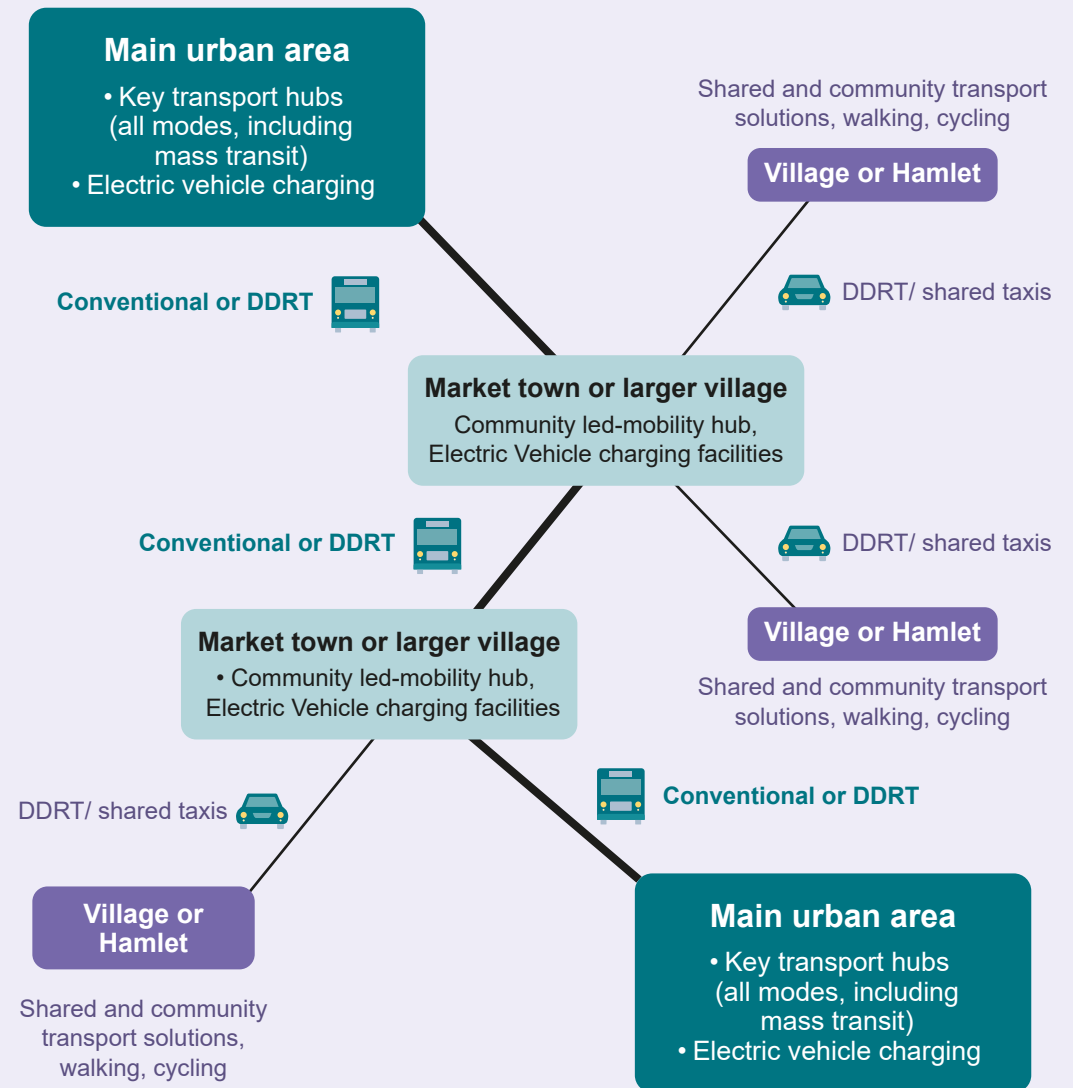 Main urban area
• Key transport hubs
(all modes, including
mass transit)
• Electric vehicle charging
Shared and community transport
solutions, walking, cycling
Village or Hamlet
Conventional or DDRT
DDRT/ shared taxis
Market town or larger village
Community led-mobility hub,
Electric Vehicle charging facilities
Conventional or DDRT
DDRT/ shared taxis
Village or Hamlet
Shared and community transport
solutions, walking, cycling
Market town or larger village
• Community led-mobility hub,
Electric Vehicle charging facilities
DDRT/ shared taxis
Conventional or DDRT
Village or
Hamlet
Shared and community
transport solutions,
walking, cycling
Main urban area
• Key transport hubs
(all modes, including
mass transit)
• Electric vehicle charging